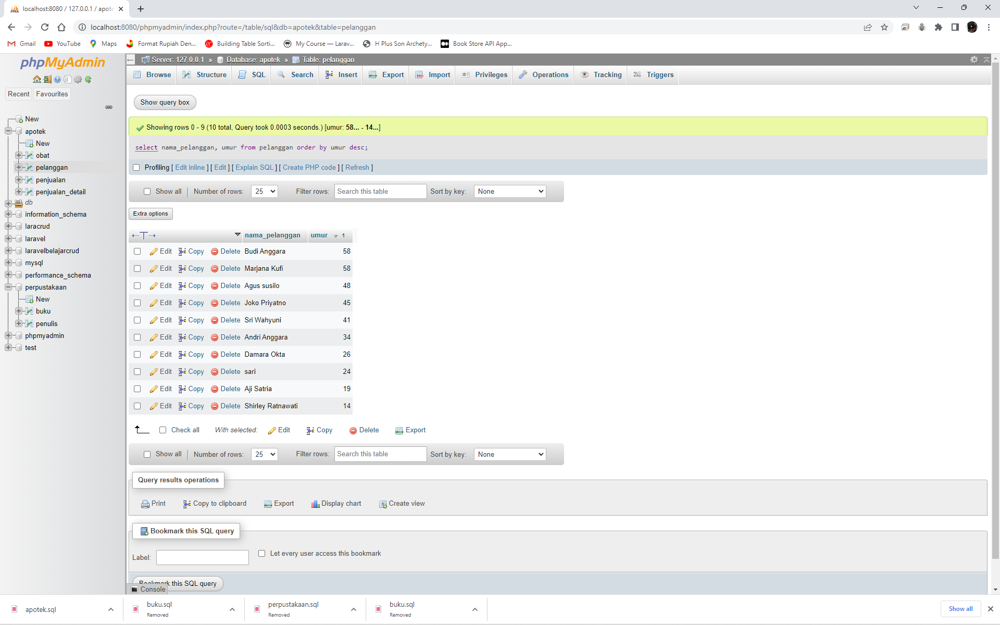 localhost:8080 / 127.0.0.1 / apote
localhost:8080/phpmyadmin/index.php?route=/table/sql&db=apotek&table=pelanggan
Gmail YouTube Maps Format Rupiah Den... Building Table Sorti... My Course — Larav... H Plus Son Archety... Book Store API App...
phpMyAdmin
Recent Favourites
New
apotek
New
obat
pelanggan
penjualan
penjualan_detail
db
information_schema
laracrud
laravel
laravelbelajarcrud
mysql
performance_schema
perpustakaan
New
buku
penulis
phpmyadmin
test
Server: 127.0.0.1 » Database: apotek » Table: pelanggan
Browse Structure SQL Search Insert Export Import Privileges Operations Tracking Triggers
Show query box
Showing rows 0 - 9 (10 total, Query took 0.0003 seconds.) [umur: 58... - 14...]
select nama_pelanggan, umur from pelanggan order by umur desc;
Profiling [ Edit inline ] [ Edit ] [ Explain SQL ] [ Create PHP code ] [ Refresh ]
Show all Number of rows: 25 Filter rows: Search this table Sort by key: None
Extra options
nama_pelanggan umur 1
Edit Copy Delete Budi Anggara 58
Edit Copy Delete Marjana Kufi 58
Edit Copy Delete Agus susilo 48
Edit Copy Delete Joko Priyatno 45
Edit Copy Delete Sri Wahyuni 41
Edit Copy Delete Andri Anggara 34
Edit Copy Delete Damara Okta 26
Edit Copy Delete sari 24
Edit Copy Delete Aji Satria 19
Edit Copy Delete Shirley Ratnawati 14
Check all With selected: Edit Copy Delete Export
Show all Number of rows: 25 Filter rows: Search this table Sort by key: None
Query results operations
Print Copy to clipboard Export Display chart Create view
Bookmark this SQL query
Label: Let every user access this bookmark
Bookmark this SQL query
Console
apotek.sql
buku.sql
Removed
perpustakaan.sql
Removed
buku.sql
Removed
Show all